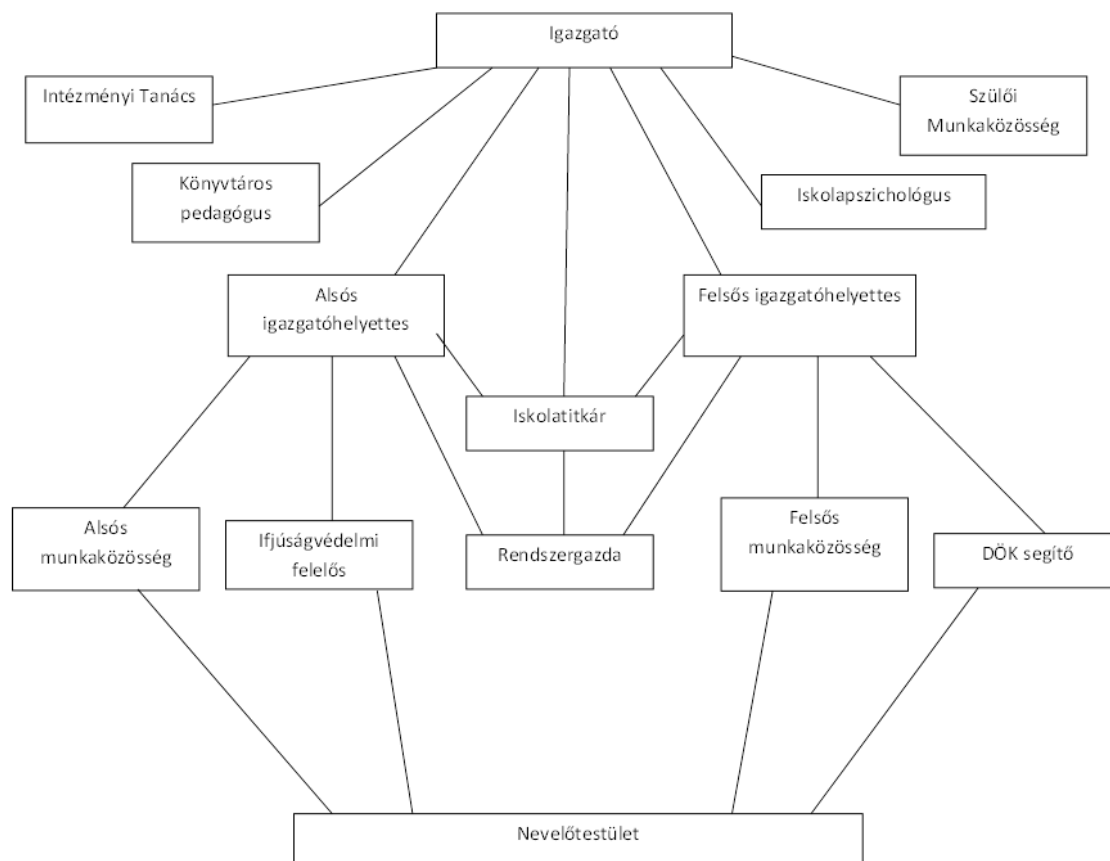 Igazgató
Intézményi Tanács
Szülői
Munkaközösség
Könyvtáros
pedagógus
Iskolapszichológus
Alsós
igazgatóhelyettes
Felsős igazgatóhelyettes
Iskolatitkár
Alsós
munkaközösség
Ifjúságvédelmi
felelős
Rendszergazda
Felsős
munkaközösség
DÖK segítő
Nevelőtestület